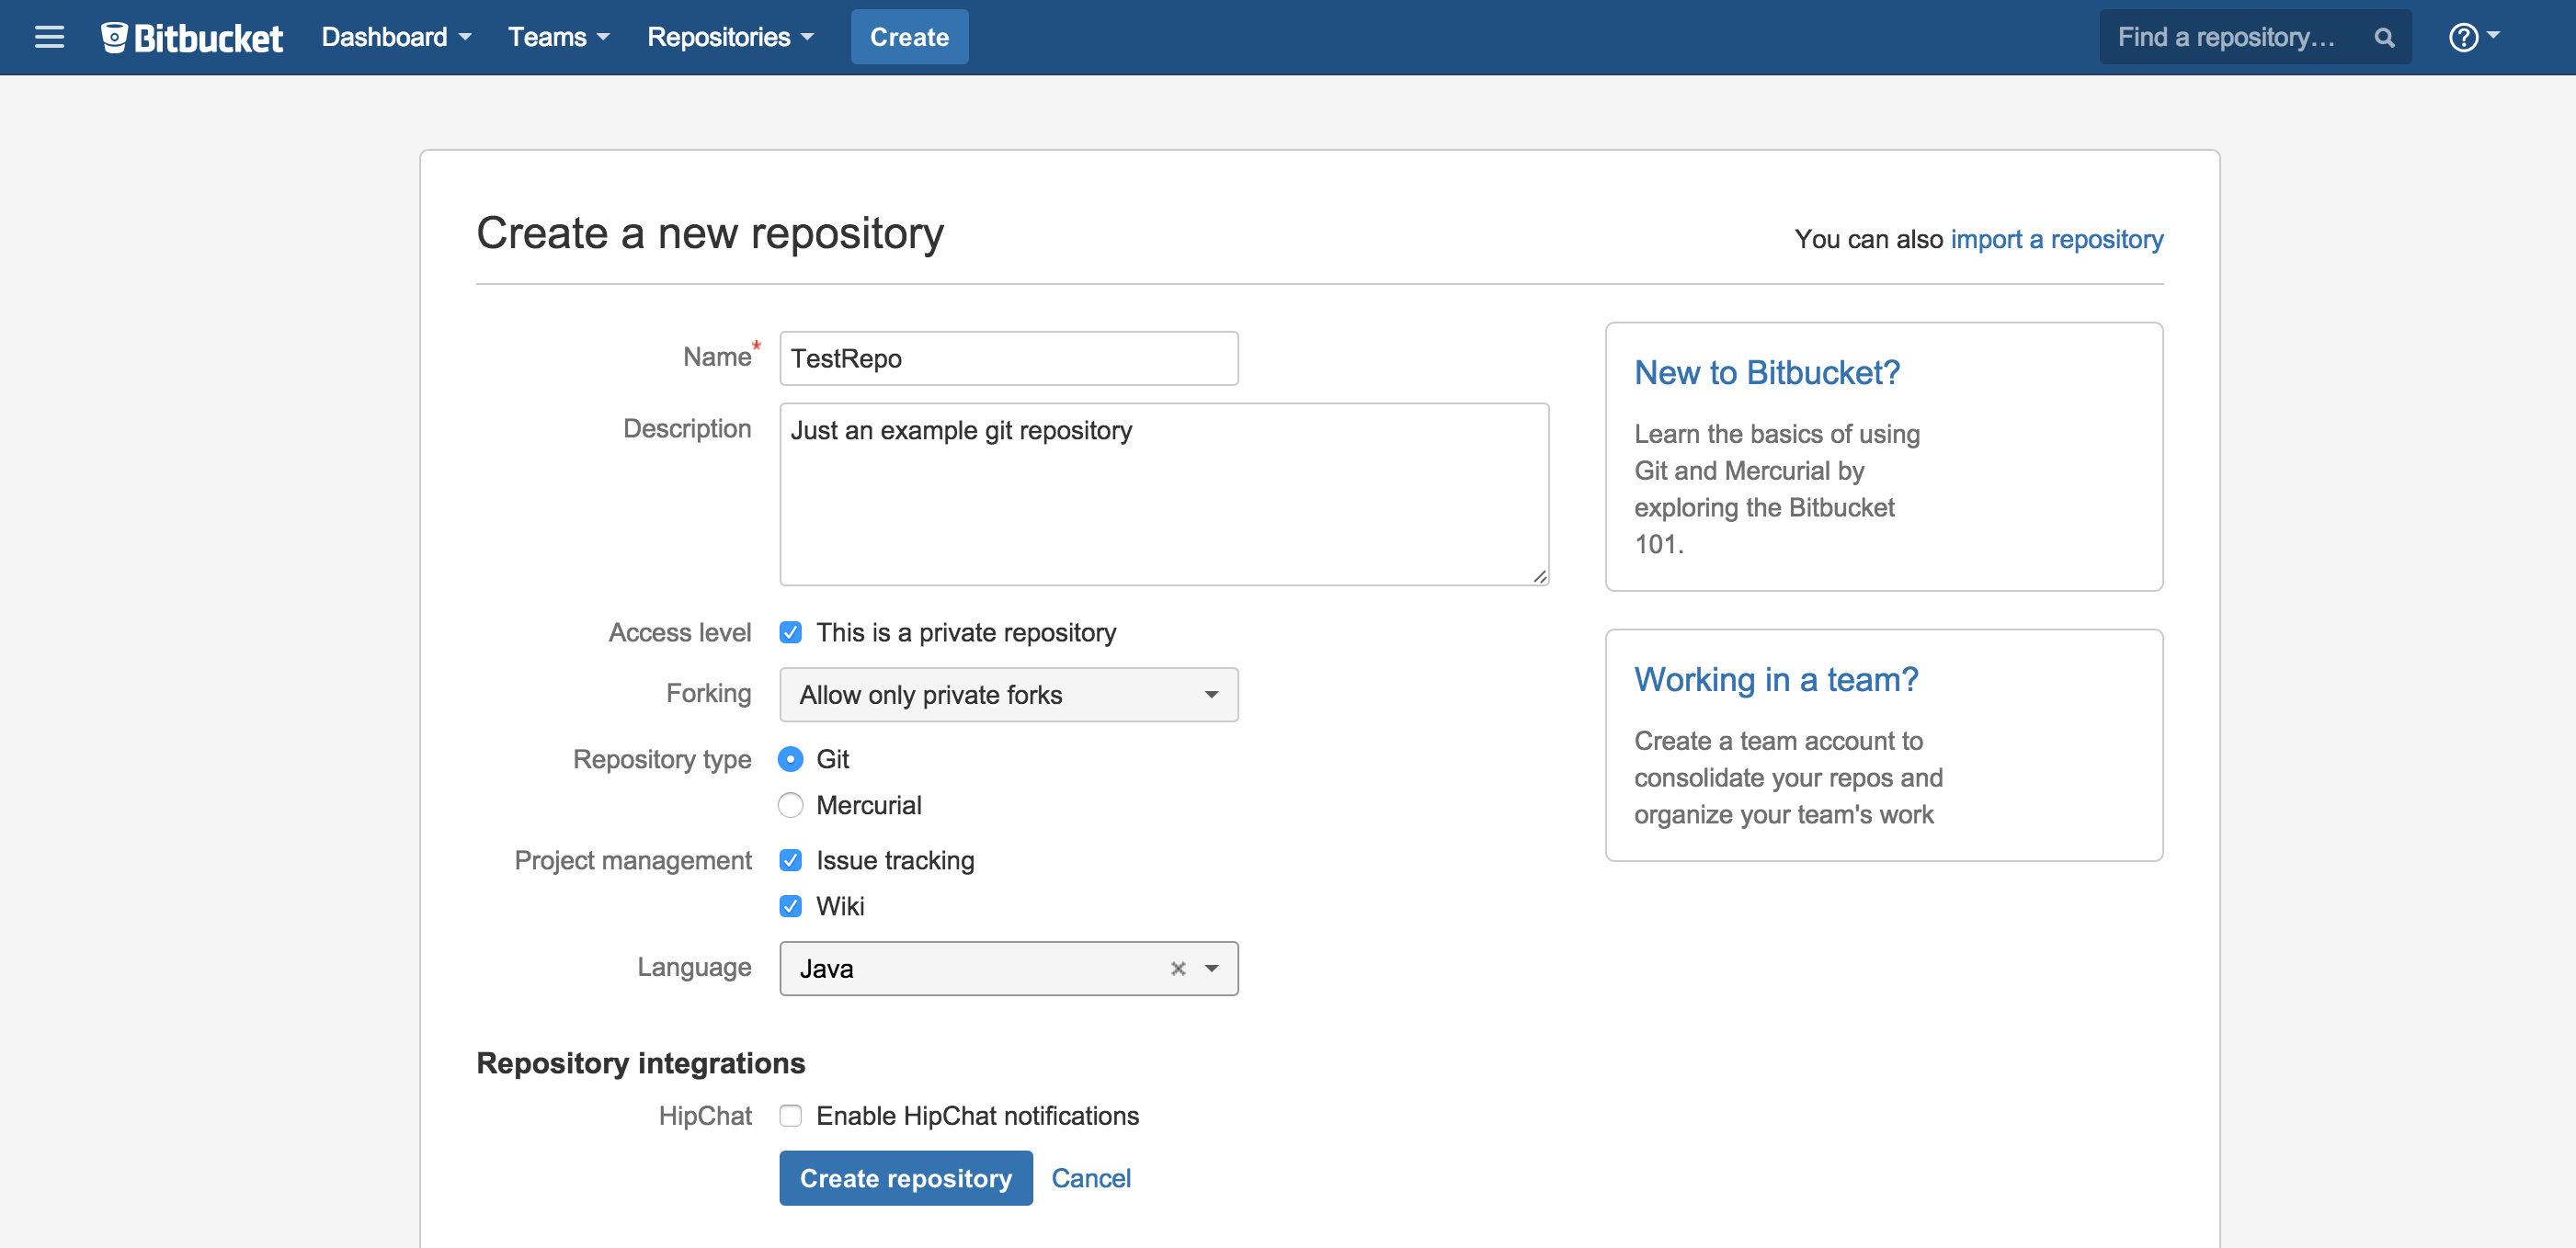 Bitbucket Dashboard Teams Repositories Create Find a repository... ?
Create a new repository
You can also import a repository
Name* TestRepo
Description Just an example git repository
Access level This is a private repository
Forking Allow only private forks
Repository type Git
Mercurial
Project management Issue tracking
Wiki
Language Java
Repository integrations
HipChat Enable HipChat notifications
Create repository Cancel
New to Bitbucket?
Learn the basics of using
Git and Mercurial by
exploring the Bitbucket
101.
Working in a team?
Create a team account to
consolidate your repos and
organize your team's work